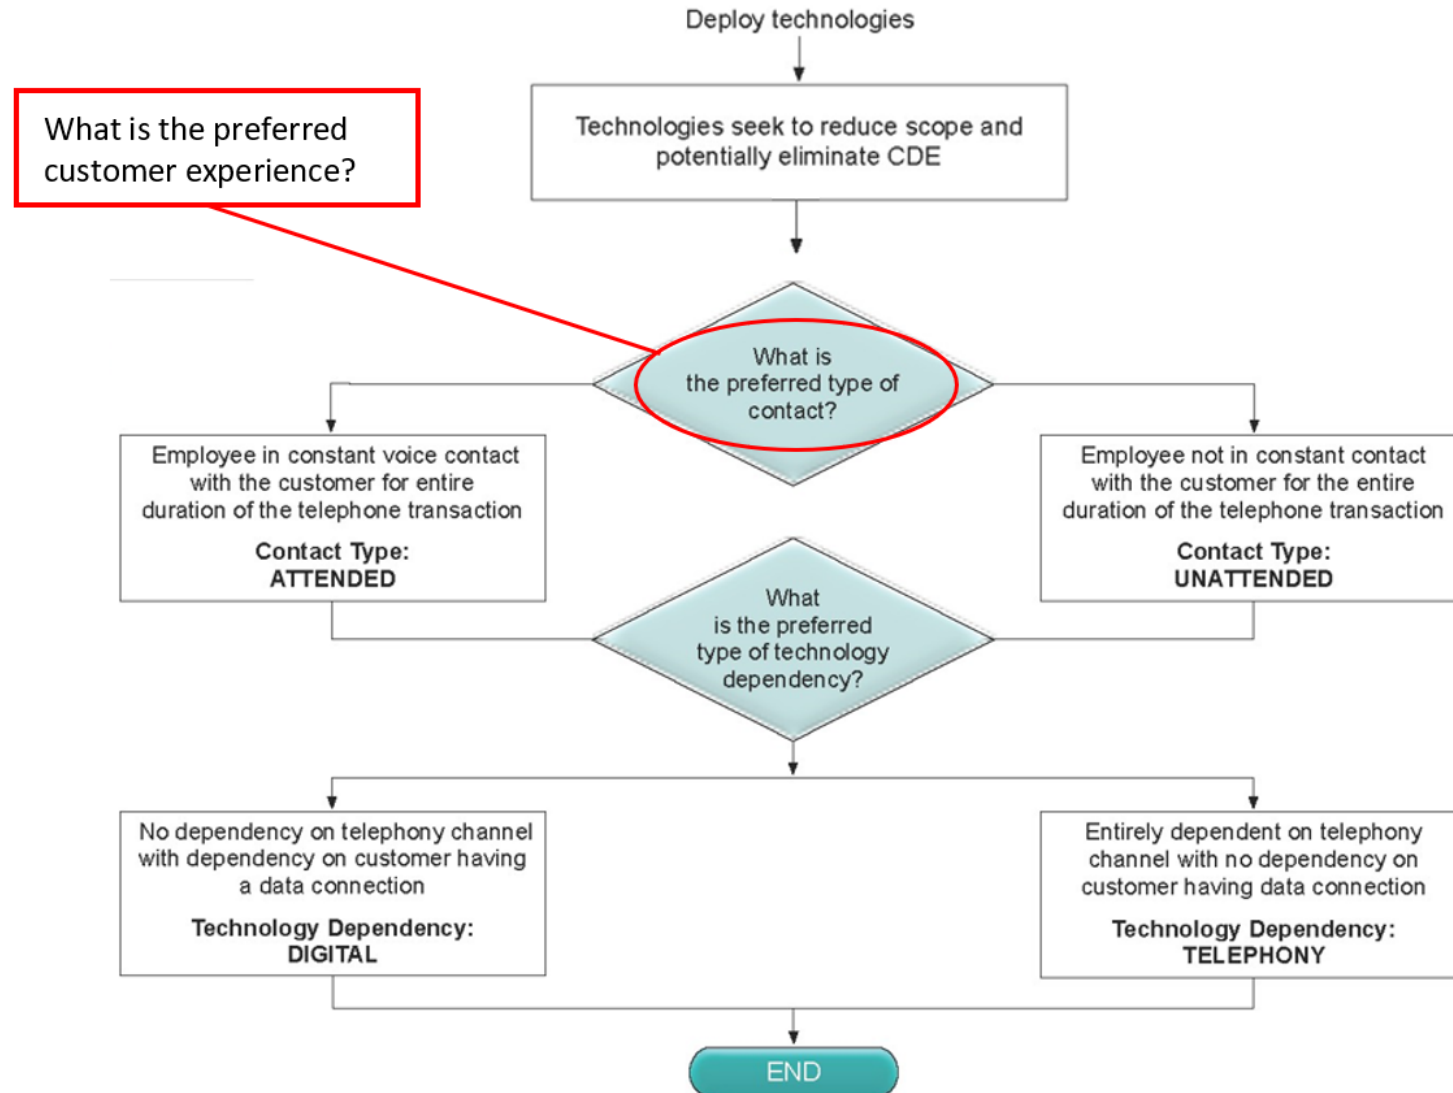 Deploy technologies
What is the preferred
customer experience?
Technologies seek to reduce scope and
potentially eliminate CDE
What is
the preferred type of
contact?
Employee in constant voice contact
with the customer for entire
duration of the telephone transaction
Contact Type:
ATTENDED
Employee not in constant contact
with the customer for the entire
duration of the telephone transaction
Contact Type:
UNATTENDED
What
is the preferred
type of technology
dependency?
No dependency on telephony channel
with dependency on customer having
a data connection
Technology Dependency:
DIGITAL
Entirely dependent on telephony
channel with no dependency on
customer having data connection
Technology Dependency:
TELEPHONY
END